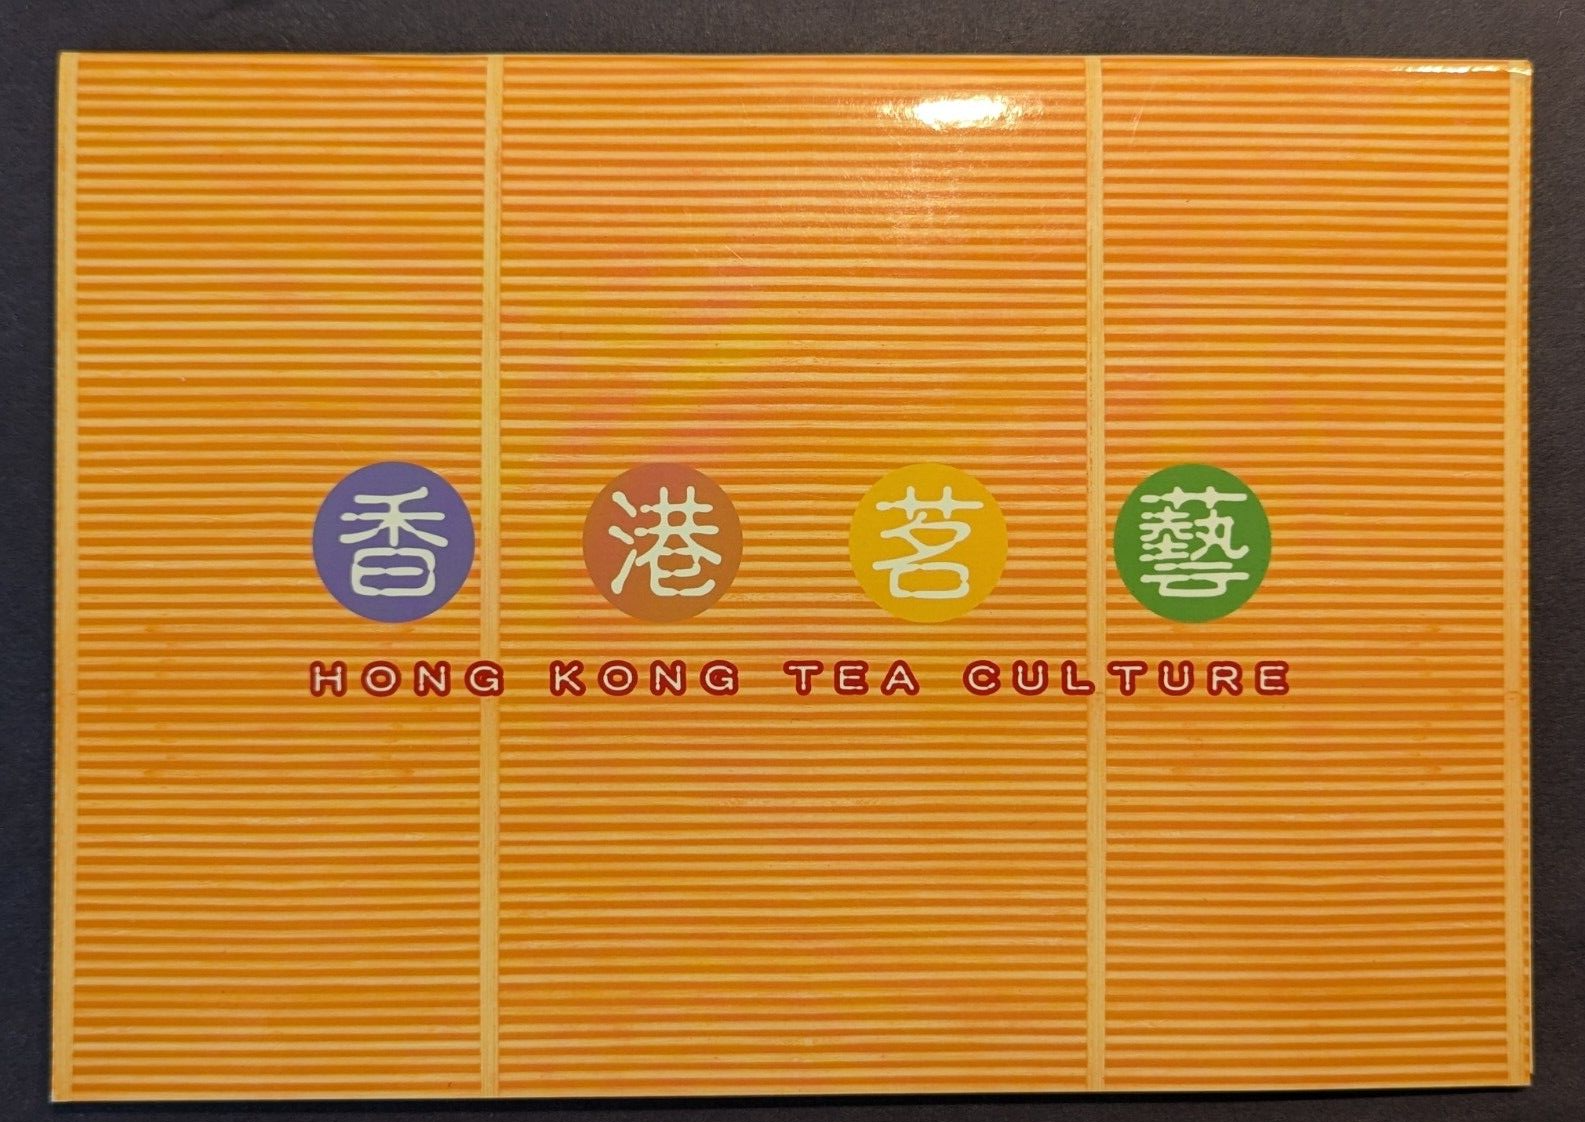 香港茗藝
HONG KONG TEA CULTURE